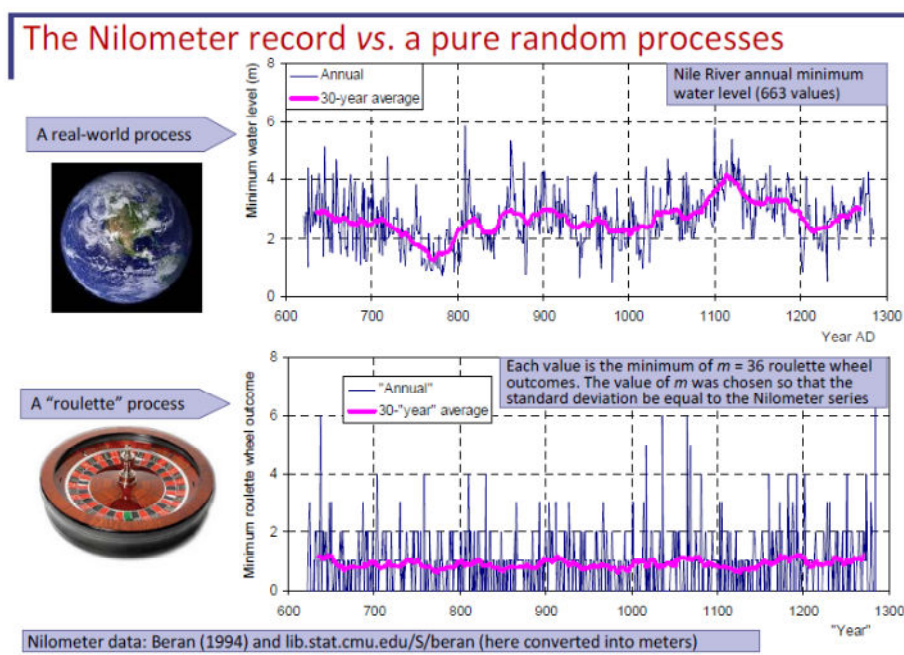 The Nilometer record vs. a pure random processes
A real-world process
8
6
4
2
0
Minimum water level (m)
Annual
30-year average
Nile River annual minimum
water level (663 values)
600 700 800 900 1000 1100 1200 1300
Year AD
A “roulette” process
8
6
4
2
0
Minimum roulette wheel outcome
"Annual"
30-"year" average
Each value is the minimum of m = 36 roulette wheel
outcomes. The value of m was chosen so that the
standard deviation be equal to the Nilometer series
600 700 800 900 1000 1100 1200 1300
"Year"
Nilometer data: Beran (1994) and lib.stat.cmu.edu/S/beran (here converted into meters)